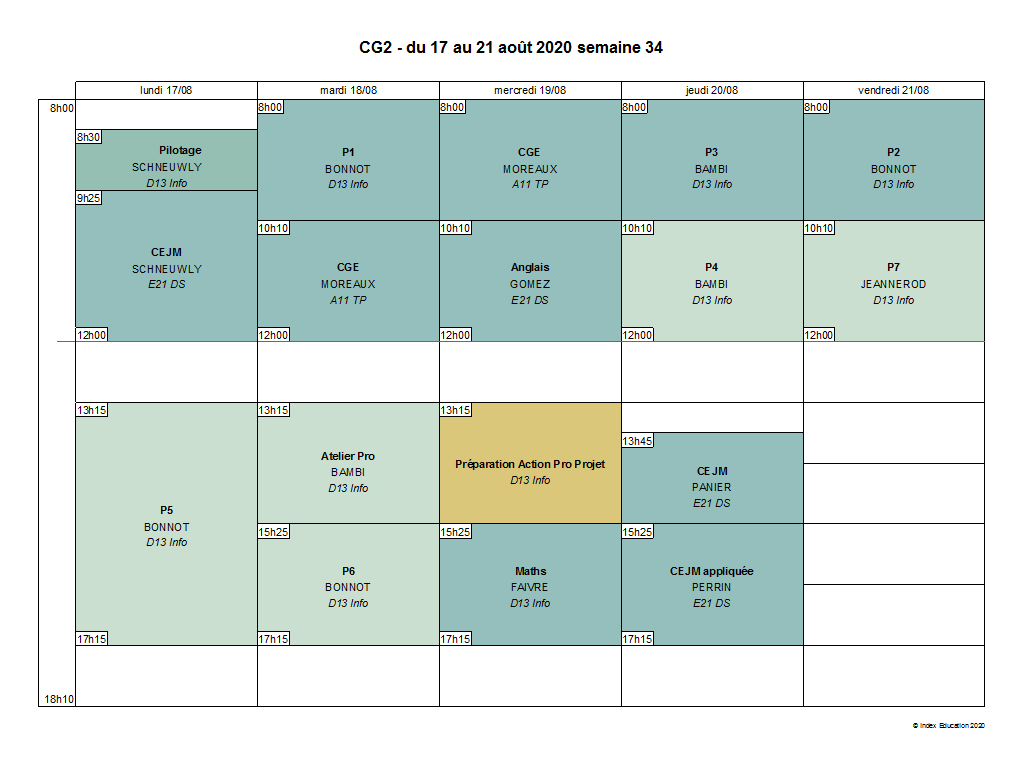 CG2 - du 17 au 21 août 2020 semaine 34
lundi 17/08
mardi 18/08
mercredi 19/08
jeudi 20/08
vendredi 21/08
8h00
8h00
8h00
8h00
8h00
8h30
Pilotage
SCHNEUWLY
D13 Info
P1
BONNOT
D13 Info
CGE
MOREAUX
A11 TP
P3
BAMBI
D13 Info
P2
BONNOT
D13 Info
9h25
CEJM
SCHNEUWLY
E21 DS
12h00
10h10
CGE
MOREAUX
A11 TP
12h00
10h10
Anglais
GOMEZ
E21 DS
12h00
10h10
P4
BAMBI
D13 Info
12h00
10h10
P7
JEANNEROD
D13 Info
12h00
13h15
P5
BONNOT
D13 Info
17h15
13h15
Atelier Pro
BAMBI
D13 Info
15h25
P6
BONNOT
D13 Info
17h15
13h15
Préparation Action Pro Projet
D13 Info
15h25
Maths
FAIVRE
D13 Info
17h15
13h45
CEJM
PANIER
E21 DS
15h25
CEJM appliquée
PERRIN
E21 DS
17h15
18h10
© Index Education 2020